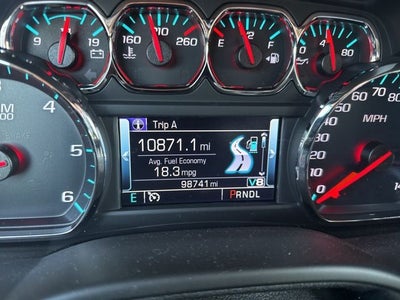 9 14 19
160 210 260
E F
0 40 80
Trip A
10871.1 mi
Avg. Fuel Economy
18.3 mpg
98741 mi V8
E PRNDL
4
5
6
MPH
80
70
60
50
40
30
20
10
0